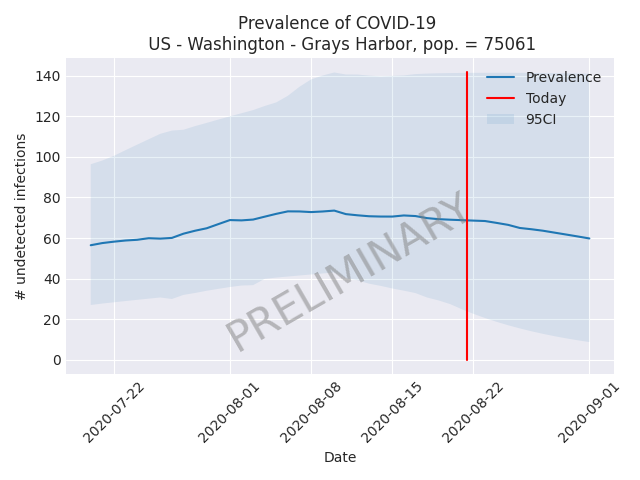 Prevalence of COVID-19
US - Washington - Grays Harbor, pop. = 75061
# undetected infections
140
120
100
80
60
40
20
0
Prevalence
Today
95CI
PRELIMINARY
2020-07-22
2020-08-01
2020-08-08
2020-08-15
2020-08-22
2020-09-01
Date